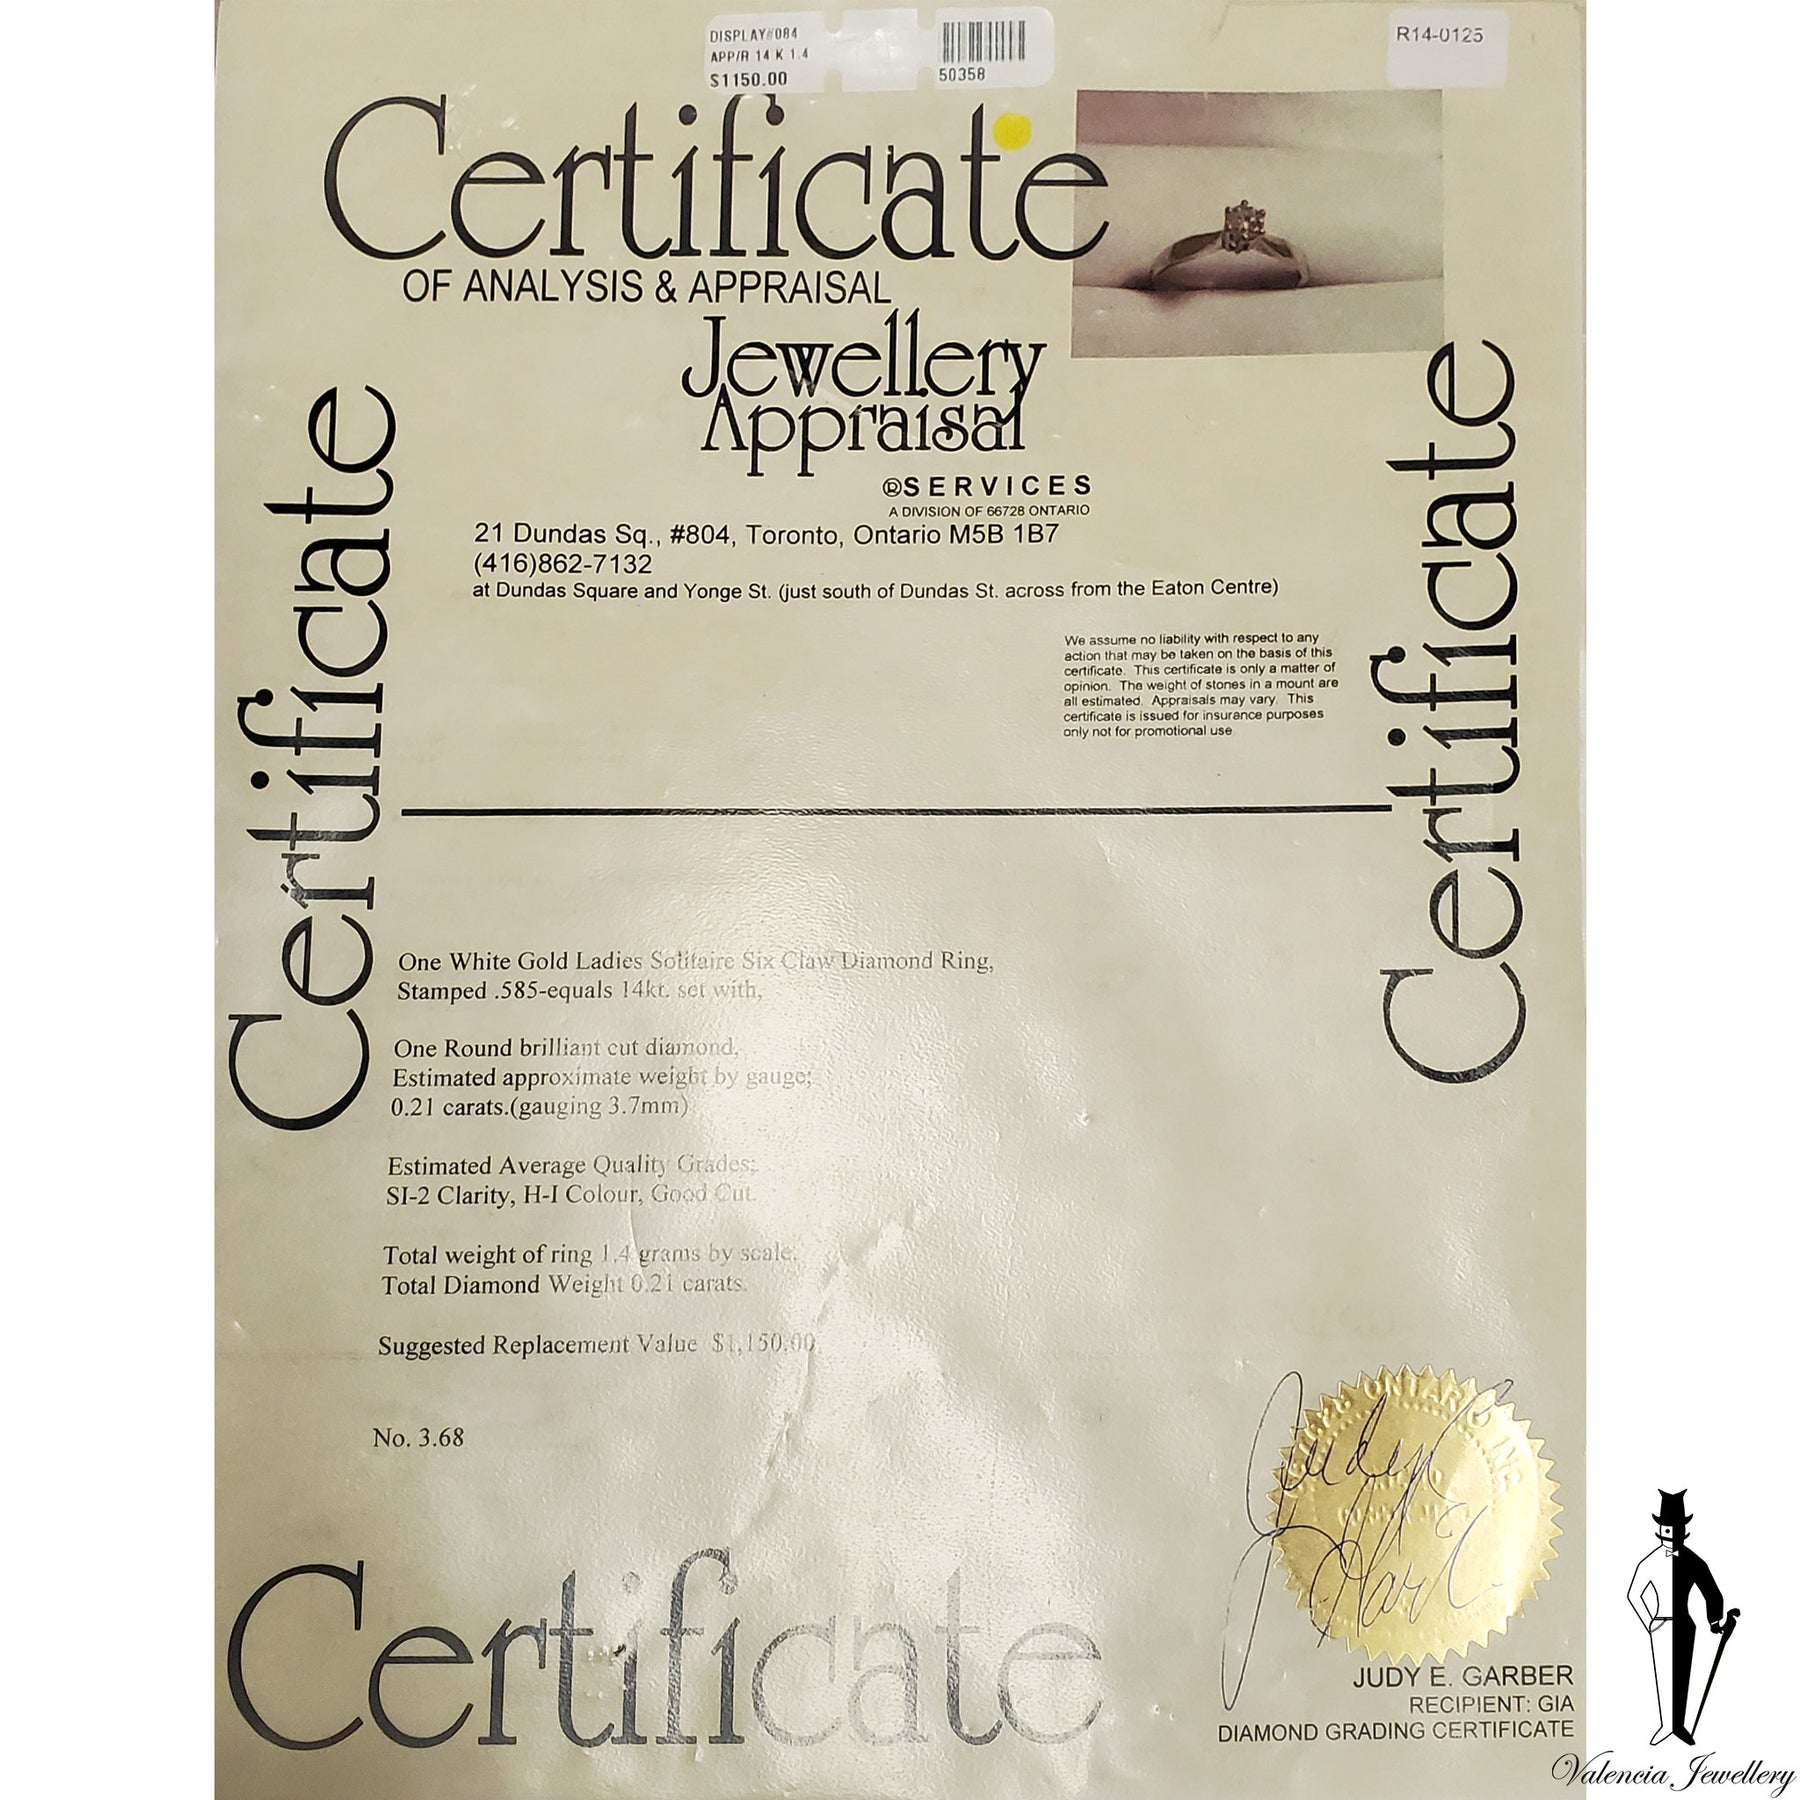 DISPLAY#084
APP/R 14 K 1.4
$1150.00
50358
R14-0125
Certificate
OF ANALYSIS & APPRAISAL
Jewellery
Appraisal
®SERVICES
A DIVISION OF 66728 ONTARIO
21 Dundas Sq., #804, Toronto, Ontario M5B 1B7
(416)862-7132
at Dundas Square and Yonge St. (just south of Dundas St. across from the Eaton Centre)
We assume no liability with respect to any
action that may be taken on the basis of this
certificate. This certificate is only a matter of
opinion. The weight of stones in a mount are
all estimated. Appraisals may vary. This
certificate is issued for insurance purposes
only not for promotional use
Certificate
Certificate
One White Gold Ladies Solitaire Six Claw Diamond Ring,
Stamped .585-equals 14kt. set with,
One Round brilliant cut diamond,
Estimated approximate weight by gauge;
0.21 carats.(gauging 3.7mm)
Estimated Average Quality Grades;
SI-2 Clarity, H-I Colour, Good Cut.
Total weight of ring 1.4 grams by scale.
Total Diamond Weight 0.21 carats.
Suggested Replacement Value $1,150.00
No. 3.68
ONTARIO INC.
Certificate
JUDY E. GARBER
RECIPIENT: GIA
DIAMOND GRADING CERTIFICATE
Valencia Jewellery